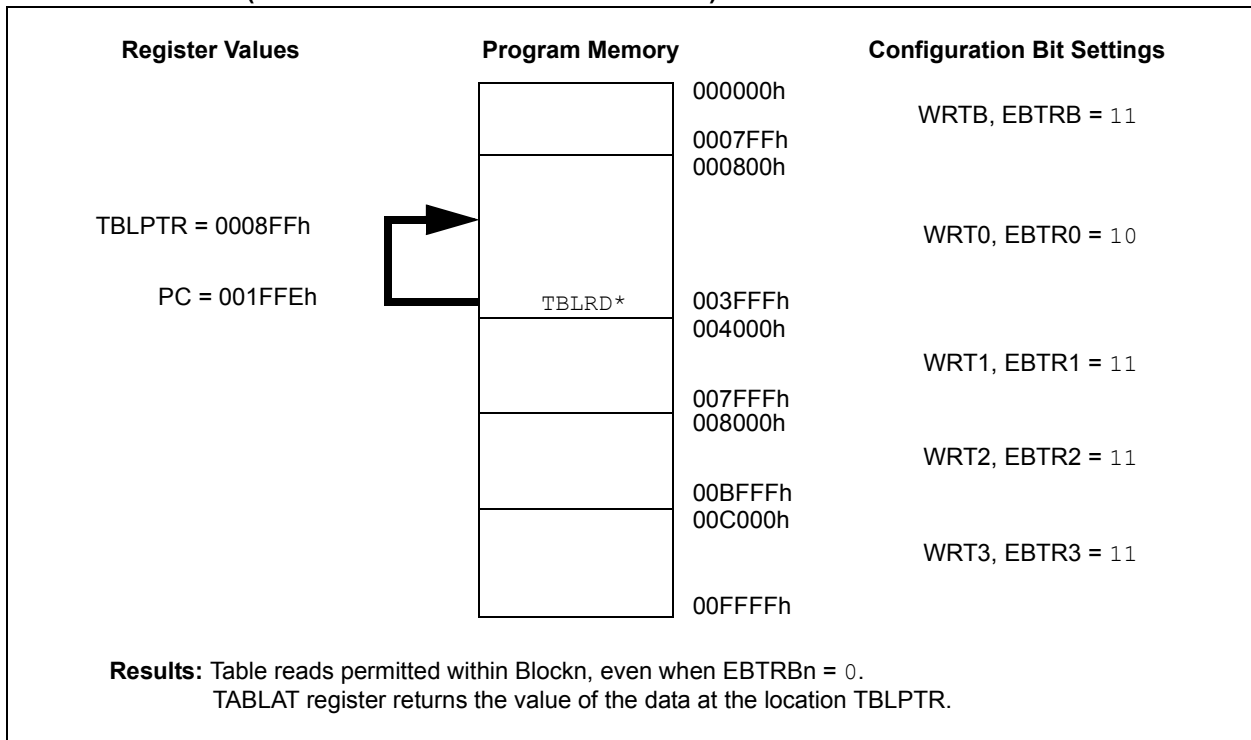 Register Values Program Memory Configuration Bit Settings
000000h
WRTB, EBTRB = 11
0007FFh
000800h
TBLPTR = 0008FFh
WRT0, EBTR0 = 10
PC = 001FFEh TBLRD* 003FFFh
004000h
WRT1, EBTR1 = 11
007FFFh
008000h
WRT2, EBTR2 = 11
00BFFFh
00C000h
WRT3, EBTR3 = 11
00FFFFh
Results: Table reads permitted within Blockn, even when EBTRBn = 0.
TABLAT register returns the value of the data at the location TBLPTR.